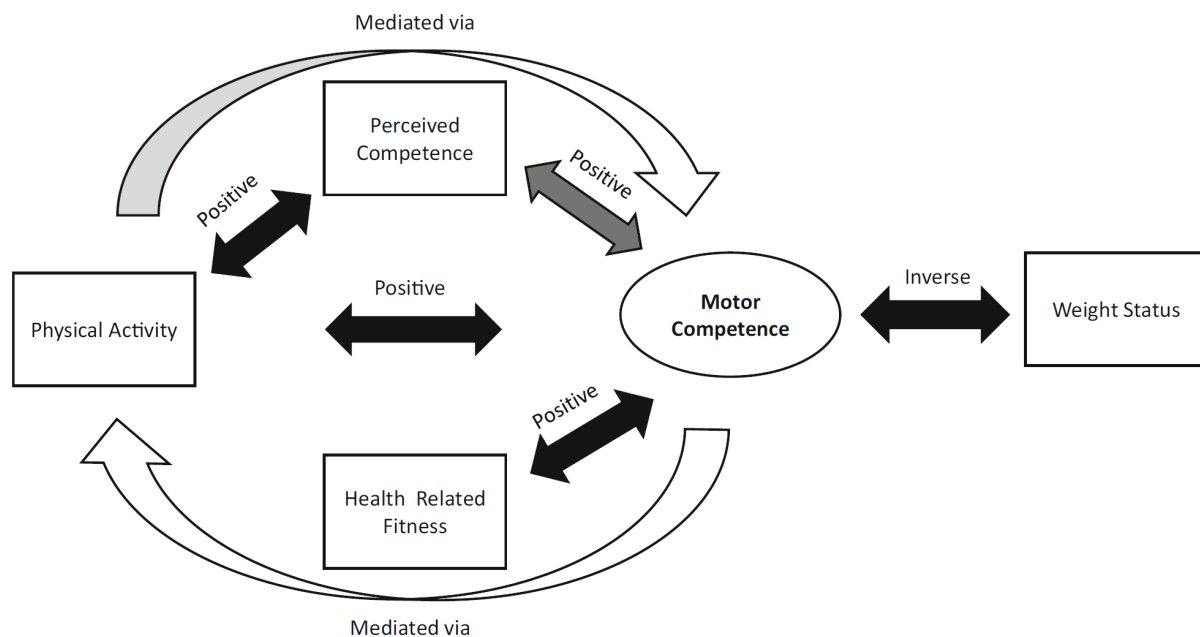 Mediated via
Perceived
Competence
Positive
Positive
Physical Activity
Positive
Motor
Competence
Inverse
Weight Status
Positive
Health Related
Fitness
Mediated via